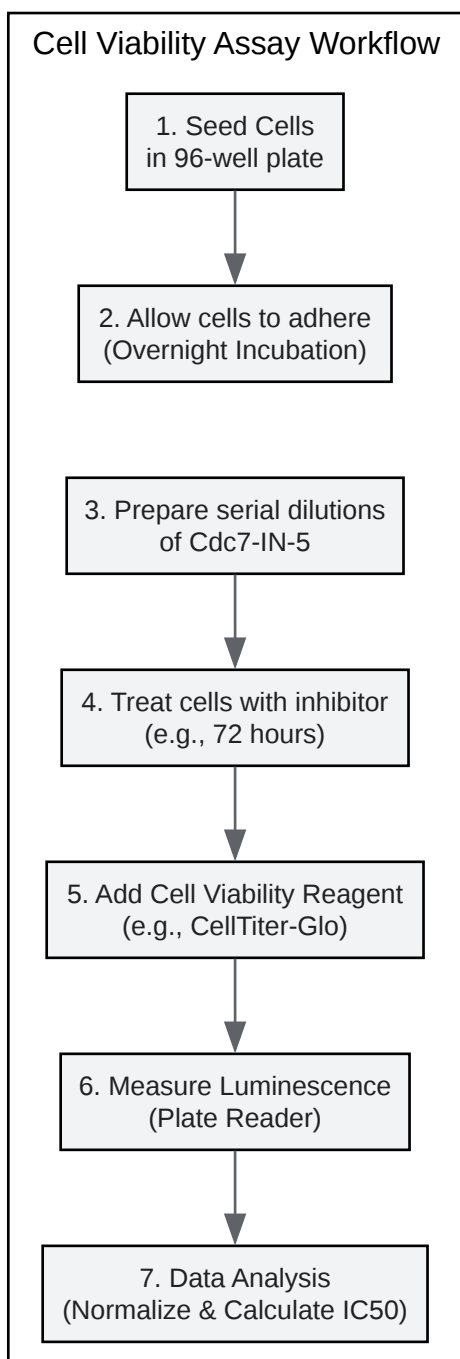 Cell Viability Assay Workflow
1. Seed Cells
in 96-well plate
2. Allow cells to adhere
(Overnight Incubation)
3. Prepare serial dilutions
of Cdc7-IN-5
4. Treat cells with inhibitor
(e.g., 72 hours)
5. Add Cell Viability Reagent
(e.g., CellTiter-Glo)
6. Measure Luminescence
(Plate Reader)
7. Data Analysis
(Normalize & Calculate IC50)